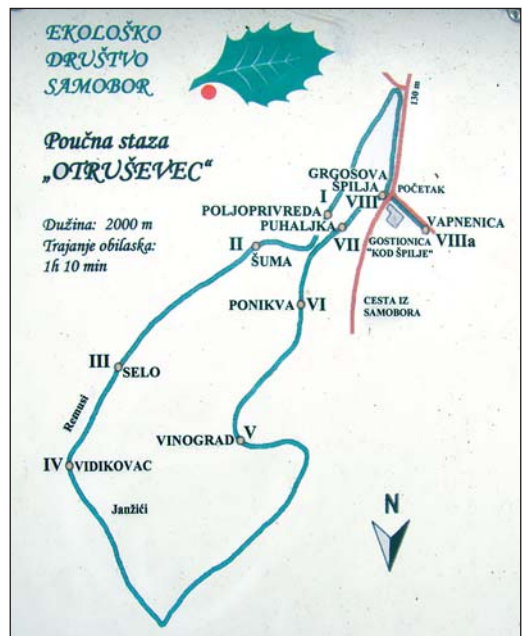 EKOLOŠKO
DRUŠTVO
SAMOBOR
Poučna staza
„OTRUŠEVEC“
Dužina: 2000 m
Trajanje obilaska:
1h 10 min
130 m
GRGOSOVA
ŠPILJA
VIII
POČETAK
I
POLJOPRIVREDA
PUHALJKA
VII
VAPNENICA
VIIIa
GOSTIONICA
"KOD ŠPILJE"
II
ŠUMA
PONIKVA VI
CESTA IZ
SAMOBORA
III
SELO
Remusi
VINOGRAD V
IV VIDIKOVAC
Janžići
N